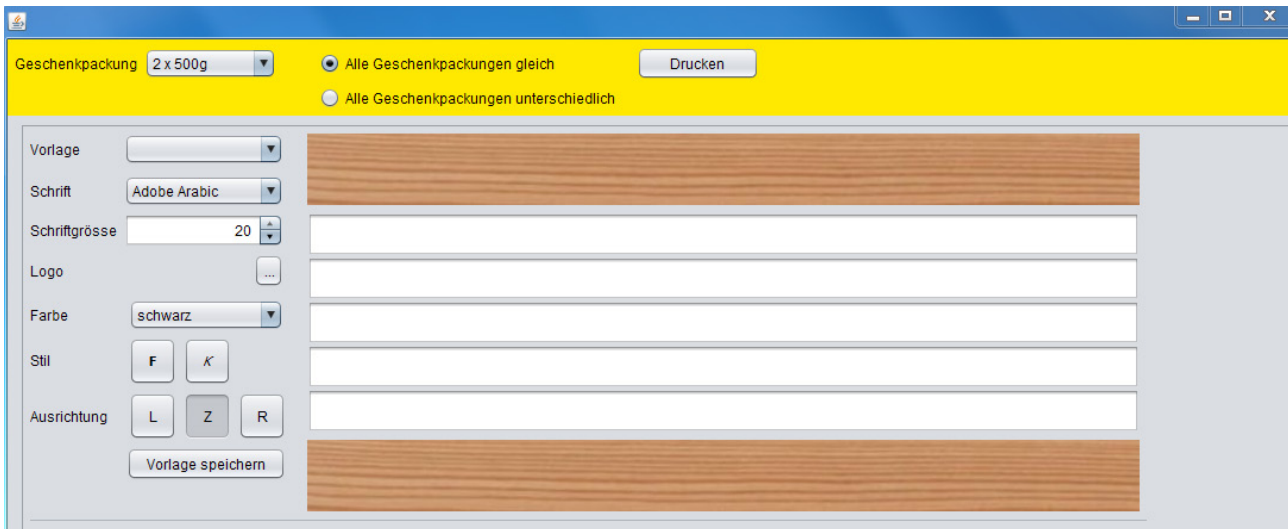 Geschenkpackung 2 x 500g Alle Geschenkpackungen gleich Drucken
Alle Geschenkpackungen unterschiedlich
Vorlage
Schrift Adobe Arabic
Schriftgrösse 20
Logo ...
Farbe schwarz
Stil F K
Ausrichtung L Z R
Vorlage speichern